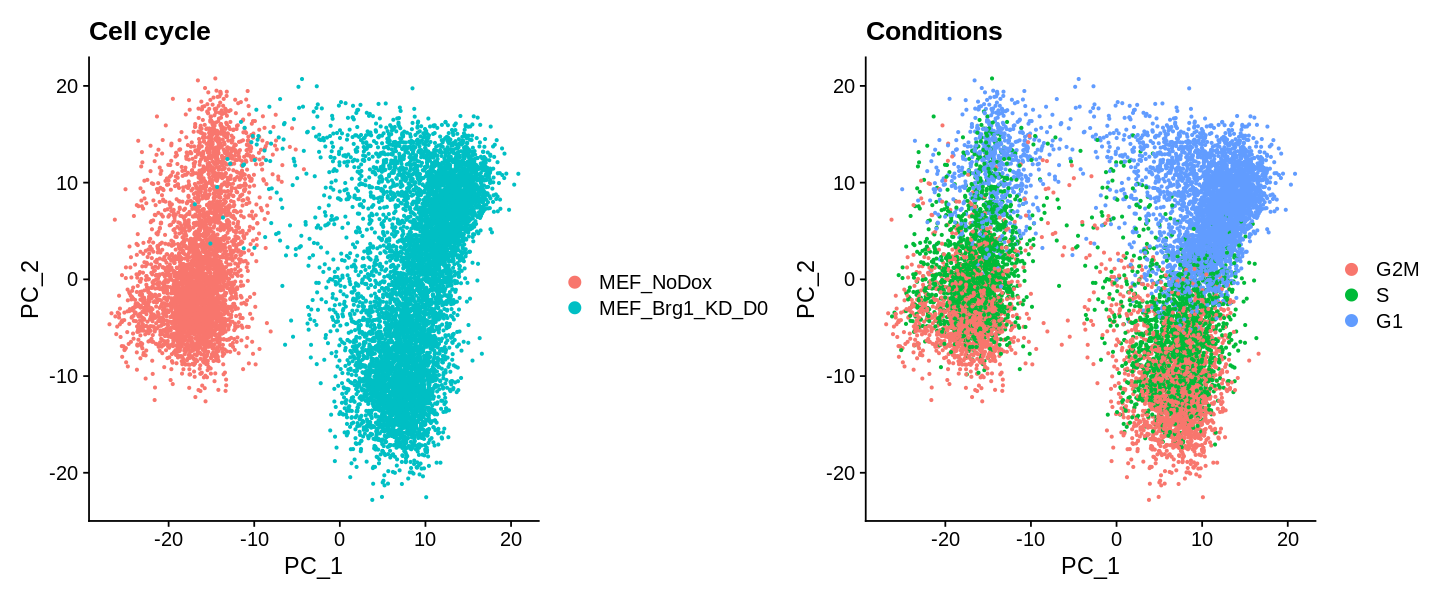 Cell cycle
20
10
0
-10
-20
PC_2
-20 -10 0 10 20
PC_1
MEF_NoDox
MEF_Brg1_KD_D0
Conditions
20
10
0
-10
-20
PC_2
-20 -10 0 10 20
PC_1
G2M
S
G1